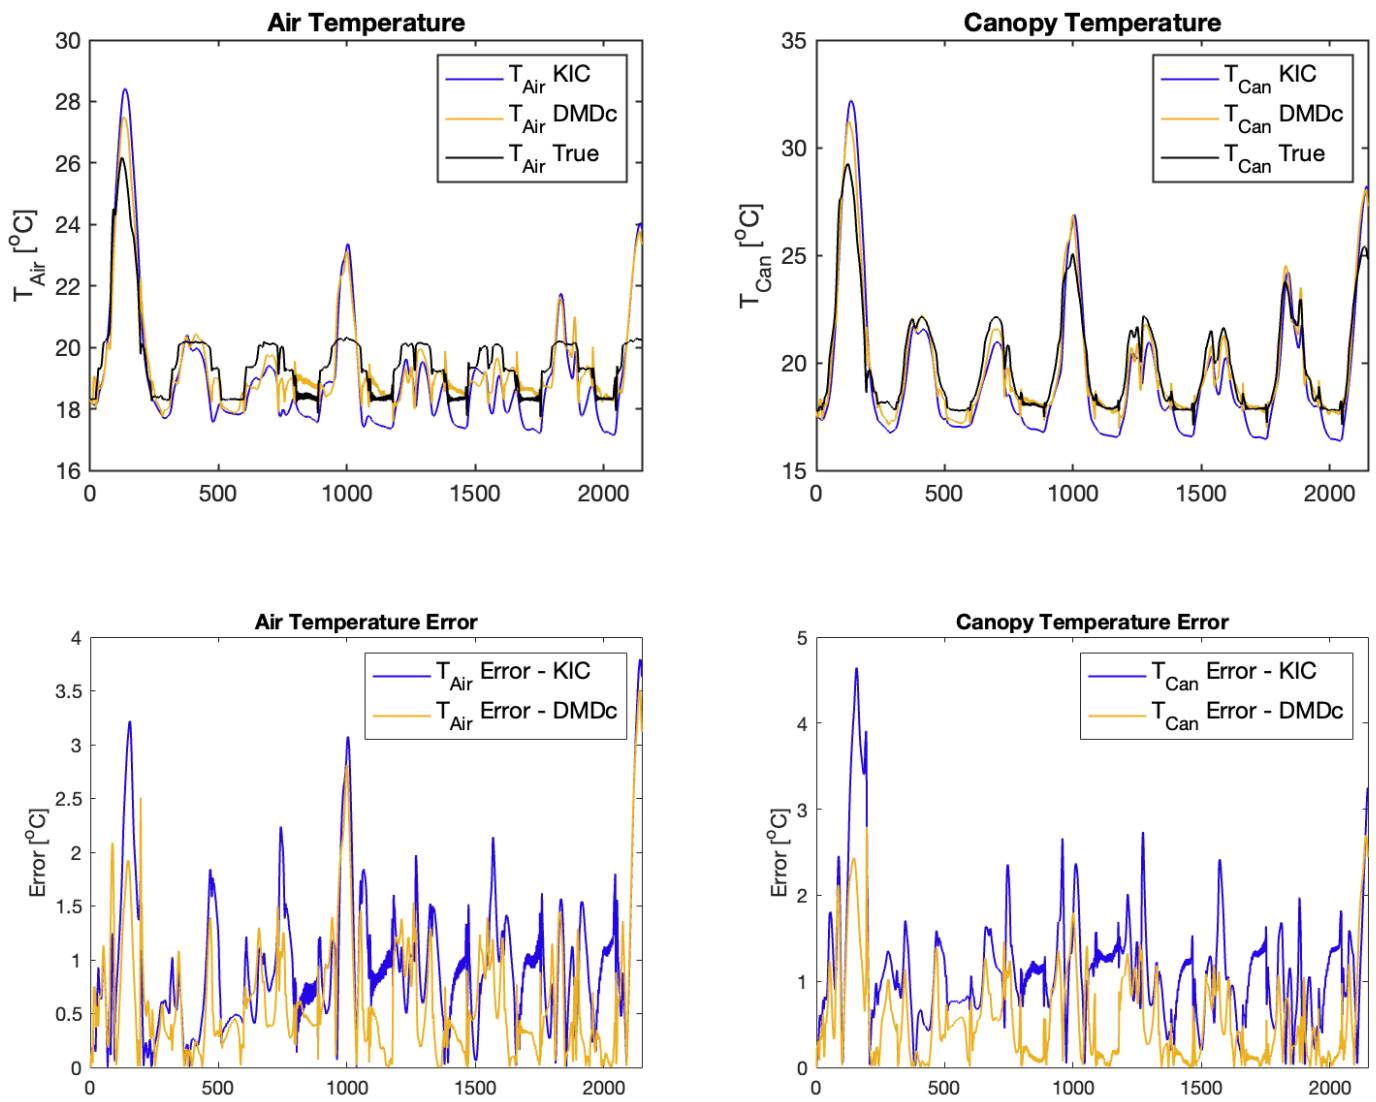 Air Temperature
30
28
26
24
22
20
18
16
T_Air [°C]
T_Air KIC
T_Air DMDc
T_Air True
0 500 1000 1500 2000
Canopy Temperature
35
30
25
20
15
T_Can [°C]
T_Can KIC
T_Can DMDc
T_Can True
0 500 1000 1500 2000
Air Temperature Error
4
3.5
3
2.5
2
1.5
1
0.5
0
Error [°C]
T_Air Error - KIC
T_Air Error - DMDc
0 500 1000 1500 2000
Canopy Temperature Error
5
4
3
2
1
0
Error [°C]
T_Can Error - KIC
T_Can Error - DMDc
0 500 1000 1500 2000